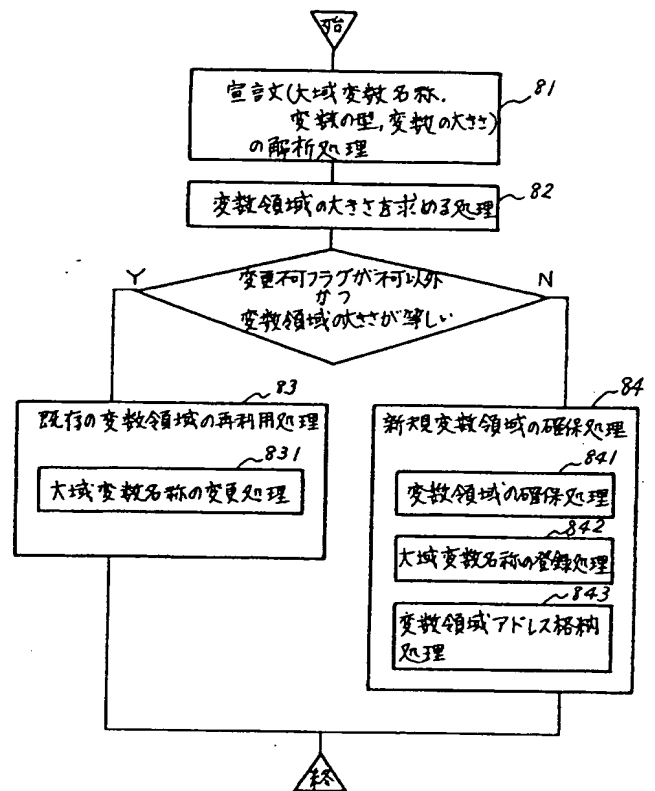 始
宣言文(大域変数名称,
変数の型,変数の大きさ)
の解析処理
81
変数領域の大きさを求める処理
82
変更不可フラグが不可以外
かつ
変数領域の大きさが等しい
Y
N
83
既存の変数領域の再利用処理
831
大域変数名称の変更処理
84
新規変数領域の確保処理
841
変数領域の確保処理
842
大域変数名称の登録処理
843
変数領域アドレス格納
処理
終